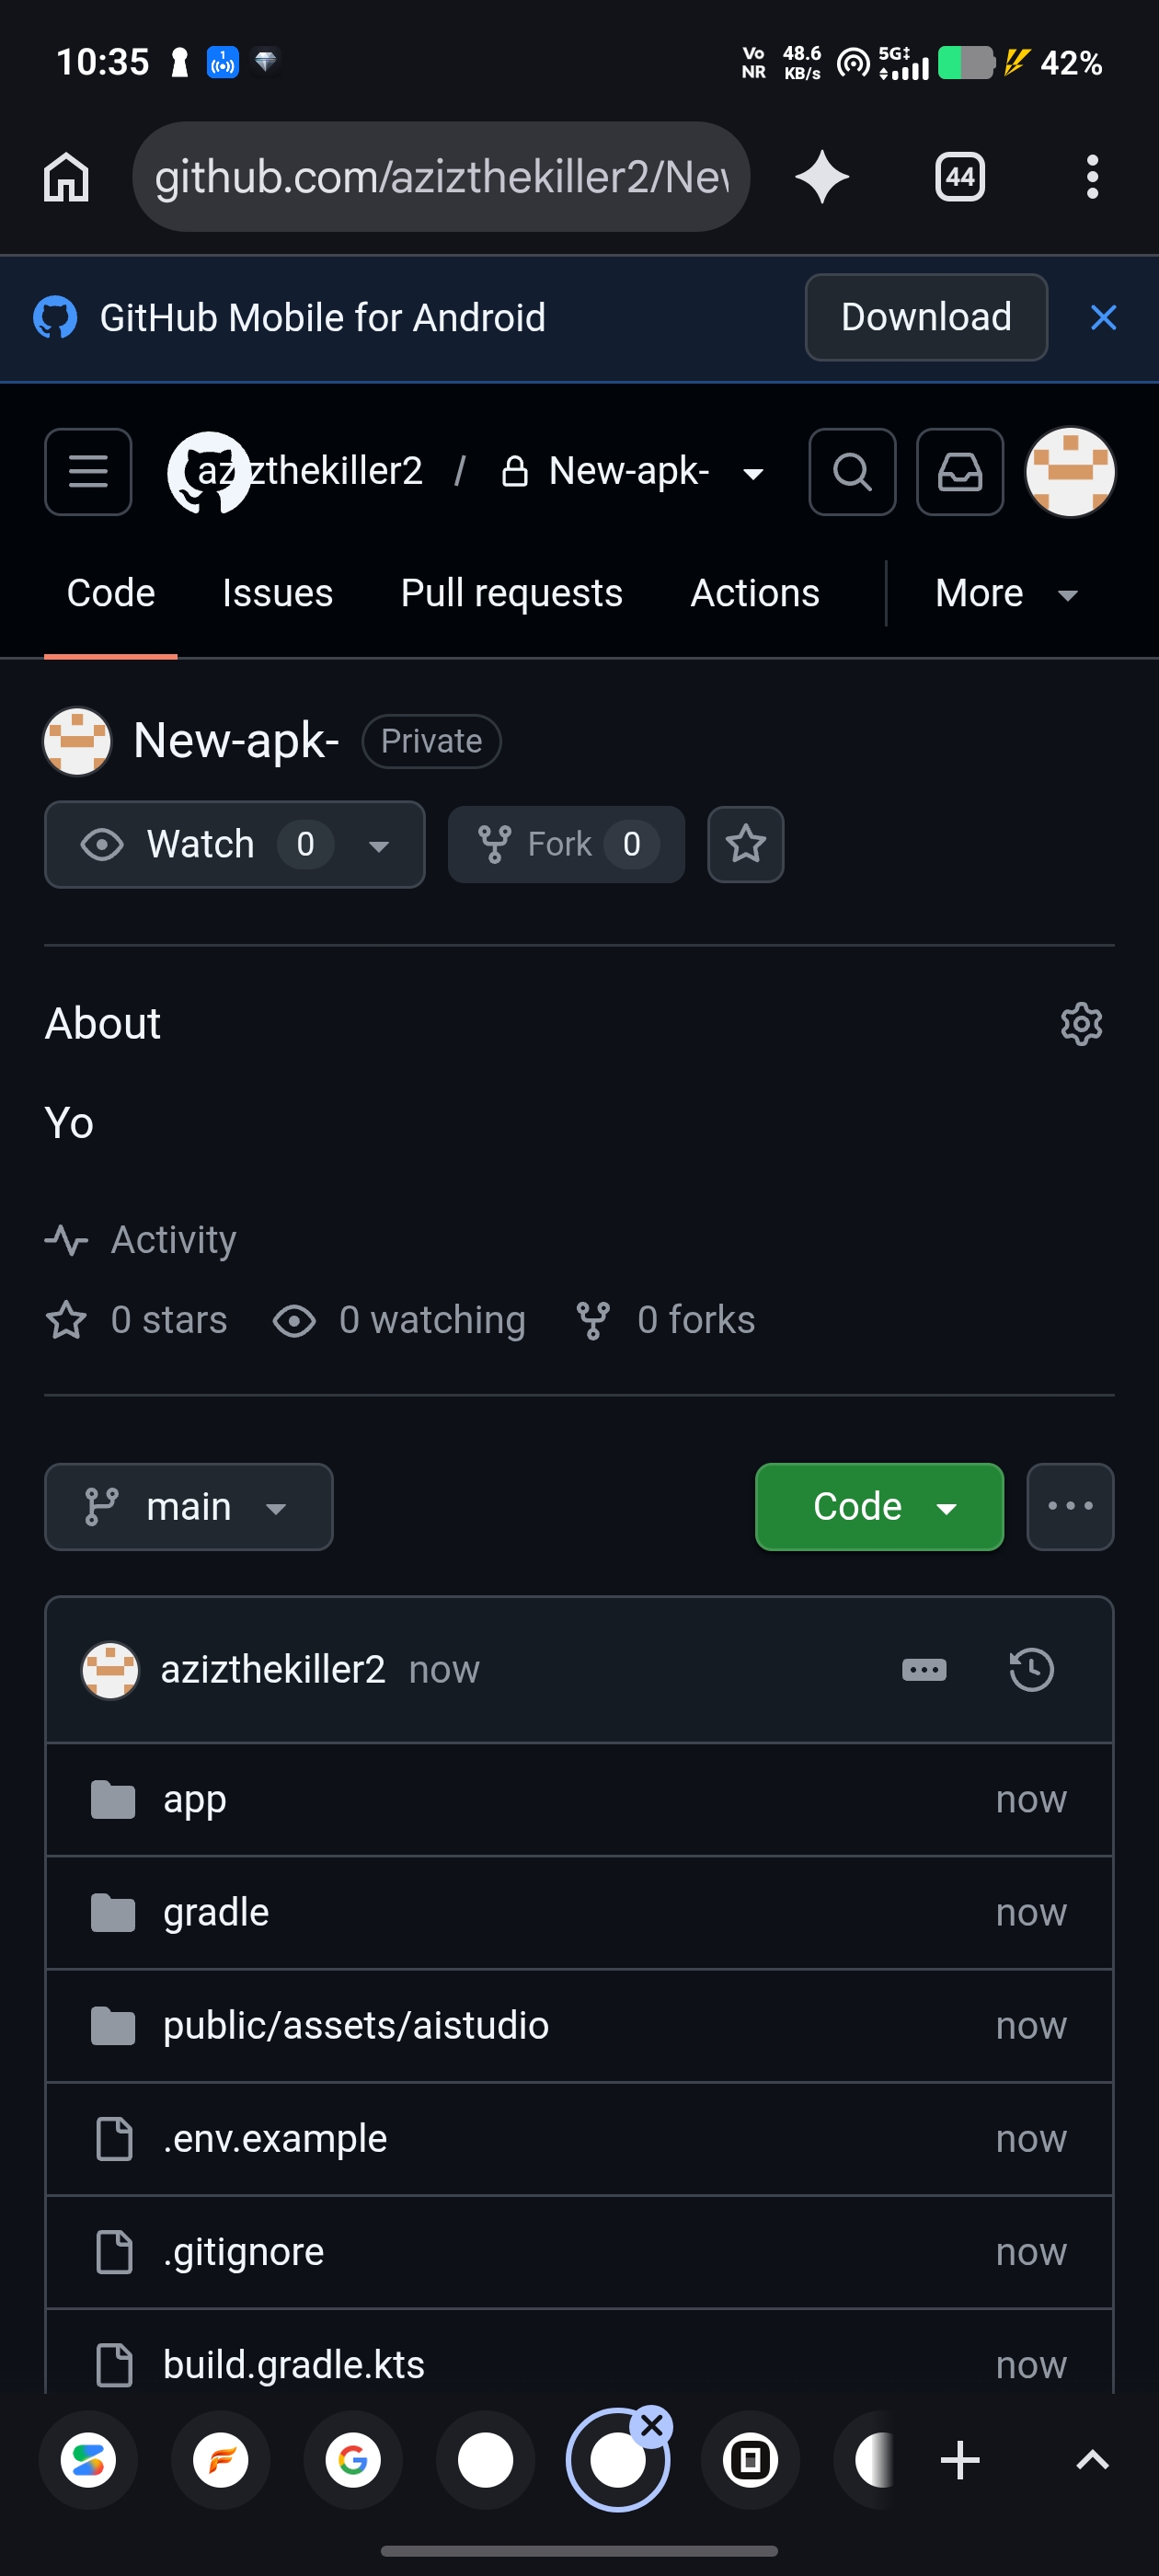 10:35
Vo NR 48.6 KB/s 5G 42%
github.com/azizthekiller2/Nev
44
GitHub Mobile for Android Download
azizthekiller2 / New-apk-
Code Issues Pull requests Actions More
New-apk- Private
Watch 0 Fork 0
About
Yo
Activity
0 stars 0 watching 0 forks
main Code
azizthekiller2 now
app now
gradle now
public/assets/aistudio now
.env.example now
.gitignore now
build.gradle.kts now